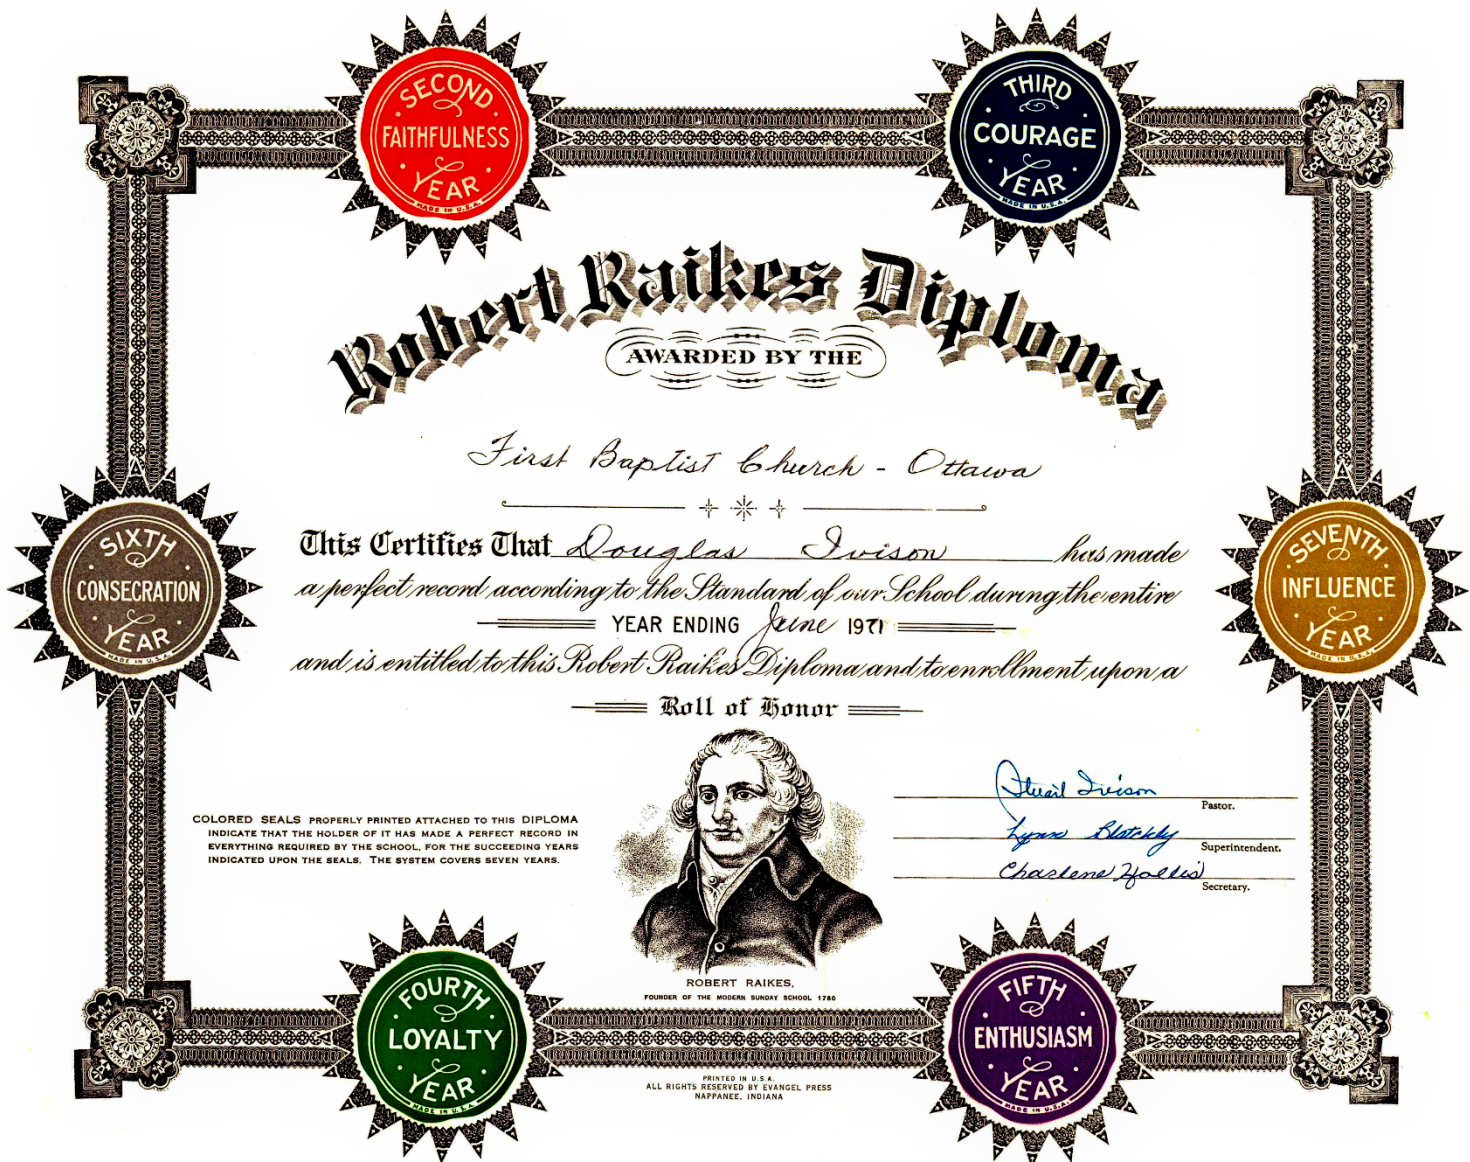 SECOND
FAITHFULNESS
YEAR
MADE IN U.S.A.
THIRD
COURAGE
YEAR
MADE IN U.S.A.
Robert Raikes Diploma
AWARDED BY THE
First Baptist Church - Ottawa
This Certifies That Douglas Ivison has made
a perfect record according to the Standard of our School during the entire
YEAR ENDING June 1971
and is entitled to this Robert Raikes Diploma and to enrollment upon a
Roll of Honor
SIXTH
CONSECRATION
YEAR
MADE IN U.S.A.
SEVENTH
INFLUENCE
YEAR
MADE IN U.S.A.
COLORED SEALS PROPERLY PRINTED ATTACHED TO THIS DIPLOMA
INDICATE THAT THE HOLDER OF IT HAS MADE A PERFECT RECORD IN
EVERYTHING REQUIRED BY THE SCHOOL, FOR THE SUCCEEDING YEARS
INDICATED UPON THE SEALS. THE SYSTEM COVERS SEVEN YEARS.
Stuart Ivison
Pastor.
Lynn Blatchly
Superintendent.
Charlene Hollis
Secretary.
ROBERT RAIKES,
FOUNDER OF THE MODERN SUNDAY SCHOOL 1780
FOURTH
LOYALTY
YEAR
MADE IN U.S.A.
FIFTH
ENTHUSIASM
YEAR
MADE IN U.S.A.
PRINTED IN U.S.A.
ALL RIGHTS RESERVED BY EVANGEL PRESS
NAPPANEE, INDIANA